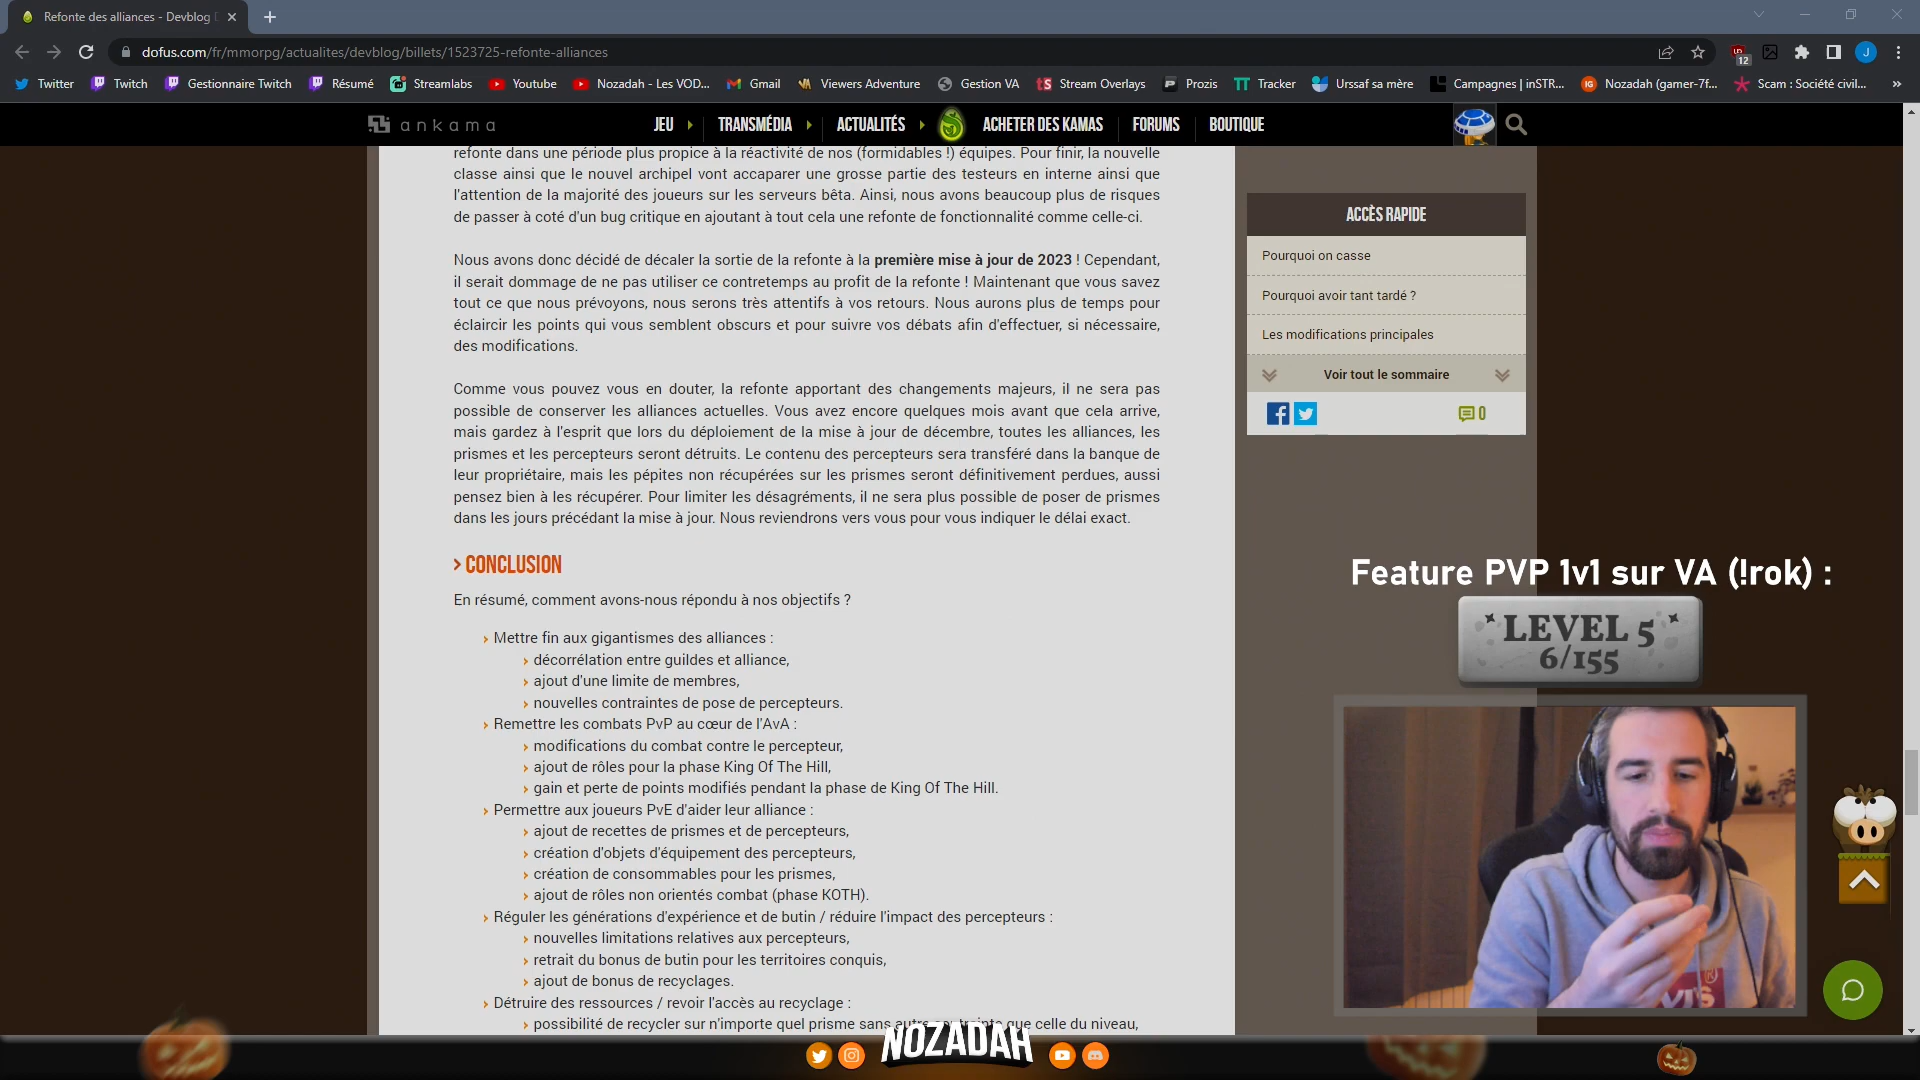 Refonte des alliances - Devblog
dofus.com/fr/mmorpg/actualites/devblog/billets/1523725-refonte-alliances
12
J
Twitter
Twitch
Gestionnaire Twitch
Résumé
Streamlabs
Youtube
Nozadah - Les VOD...
Gmail
Viewers Adventure
Gestion VA
Stream Overlays
Prozis
Tracker
Urssaf sa mère
Campagnes | inSTR...
Nozadah (gamer-7f...
Scam : Société civil...
»
ankama
JEU
TRANSMÉDIA
ACTUALITÉS
ACHETER DES KAMAS
FORUMS
BOUTIQUE
refonte dans une période plus propice à la réactivité de nos (formidables !) équipes. Pour finir, la nouvelle
classe ainsi que le nouvel archipel vont accaparer une grosse partie des testeurs en interne ainsi que
l'attention de la majorité des joueurs sur les serveurs bêta. Ainsi, nous avons beaucoup plus de risques
de passer à coté d'un bug critique en ajoutant à tout cela une refonte de fonctionnalité comme celle-ci.
Nous avons donc décidé de décaler la sortie de la refonte à la première mise à jour de 2023 ! Cependant,
il serait dommage de ne pas utiliser ce contretemps au profit de la refonte ! Maintenant que vous savez
tout ce que nous prévoyons, nous serons très attentifs à vos retours. Nous aurons plus de temps pour
éclaircir les points qui vous semblent obscurs et pour suivre vos débats afin d'effectuer, si nécessaire,
des modifications.
Comme vous pouvez vous en douter, la refonte apportant des changements majeurs, il ne sera pas
possible de conserver les alliances actuelles. Vous avez encore quelques mois avant que cela arrive,
mais gardez à l'esprit que lors du déploiement de la mise à jour de décembre, toutes les alliances, les
prismes et les percepteurs seront détruits. Le contenu des percepteurs sera transféré dans la banque de
leur propriétaire, mais les pépites non récupérées sur les prismes seront définitivement perdues, aussi
pensez bien à les récupérer. Pour limiter les désagréments, il ne sera plus possible de poser de prismes
dans les jours précédant la mise à jour. Nous reviendrons vers vous pour vous indiquer le délai exact.
CONCLUSION
En résumé, comment avons-nous répondu à nos objectifs ?
Mettre fin aux gigantismes des alliances :
décorrélation entre guildes et alliance,
ajout d'une limite de membres,
nouvelles contraintes de pose de percepteurs.
Remettre les combats PvP au cœur de l'AvA :
modifications du combat contre le percepteur,
ajout de rôles pour la phase King Of The Hill,
gain et perte de points modifiés pendant la phase de King Of The Hill.
Permettre aux joueurs PvE d'aider leur alliance :
ajout de recettes de prismes et de percepteurs,
création d'objets d'équipement des percepteurs,
création de consommables pour les prismes,
ajout de rôles non orientés combat (phase KOTH).
Réguler les générations d'expérience et de butin / réduire l'impact des percepteurs :
nouvelles limitations relatives aux percepteurs,
retrait du bonus de butin pour les territoires conquis,
ajout de bonus de recyclages.
Détruire des ressources / revoir l'accès au recyclage :
possibilité de recycler sur n'importe quel prisme sans autre contrainte que celle du niveau,
ACCÈS RAPIDE
Pourquoi on casse
Pourquoi avoir tant tardé ?
Les modifications principales
Voir tout le sommaire
0
Feature PVP 1v1 sur VA (!rok) :
LEVEL 5
6/155
NOZADAH